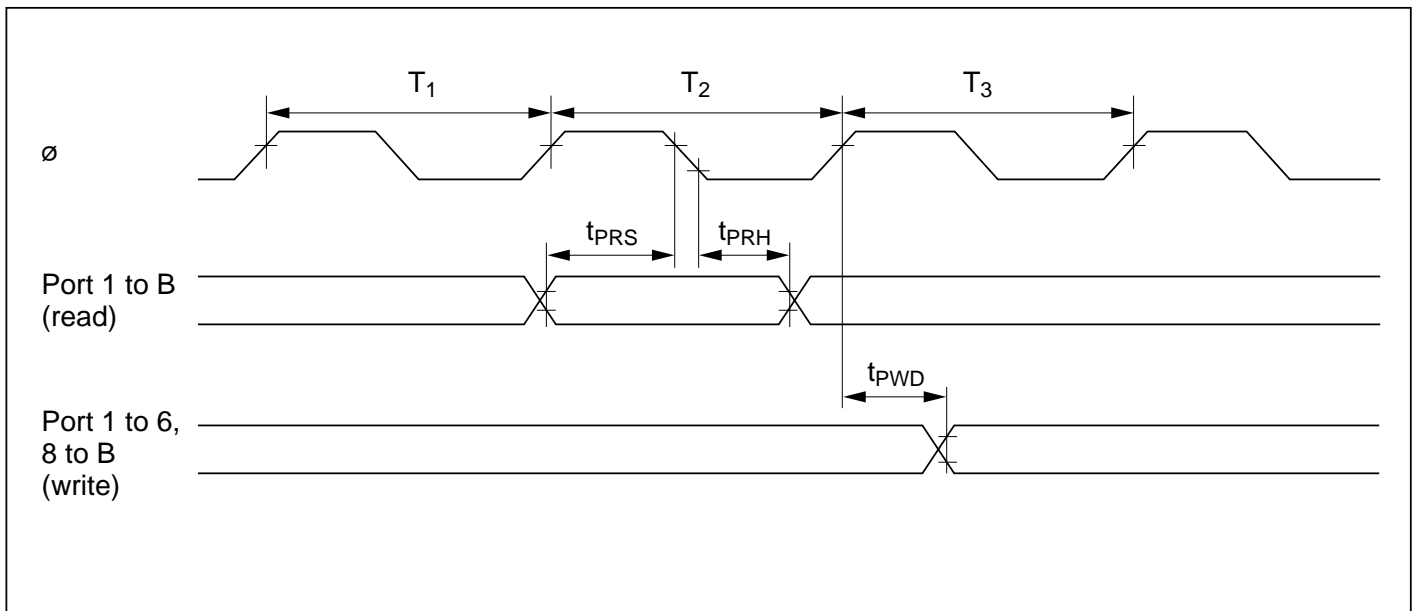 T1 T2 T3
ø
tPRS tPRH
Port 1 to B
(read)
tPWD
Port 1 to 6,
8 to B
(write)